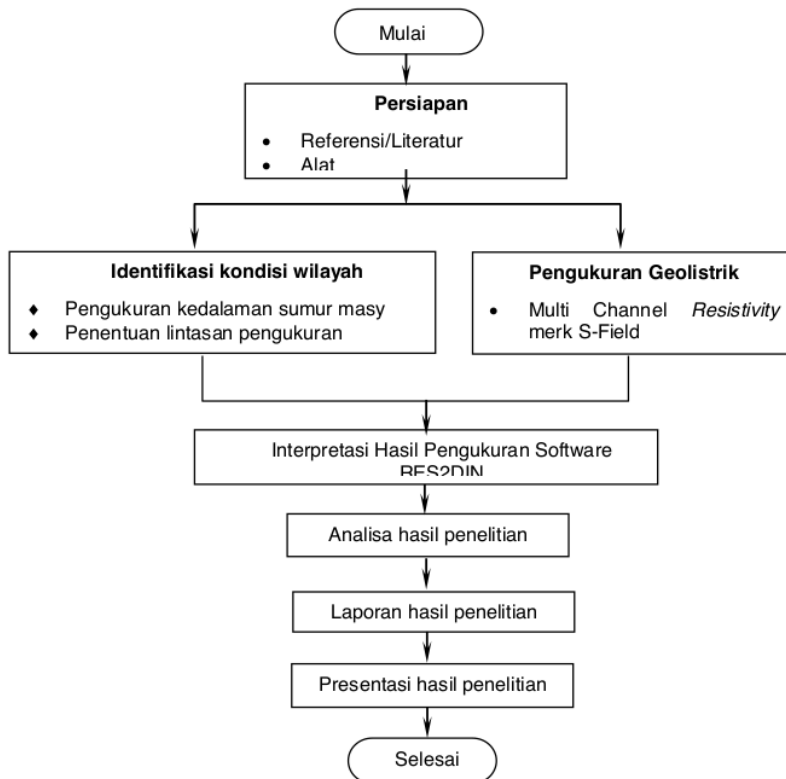 Mulai
Persiapan
• Referensi/Literatur
• Alat
Identifikasi kondisi wilayah
♦ Pengukuran kedalaman sumur masy
♦ Penentuan lintasan pengukuran
Pengukuran Geolistrik
• Multi Channel Resistivity
merk S-Field
Interpretasi Hasil Pengukuran Software
RES2DIN
Analisa hasil penelitian
Laporan hasil penelitian
Presentasi hasil penelitian
Selesai